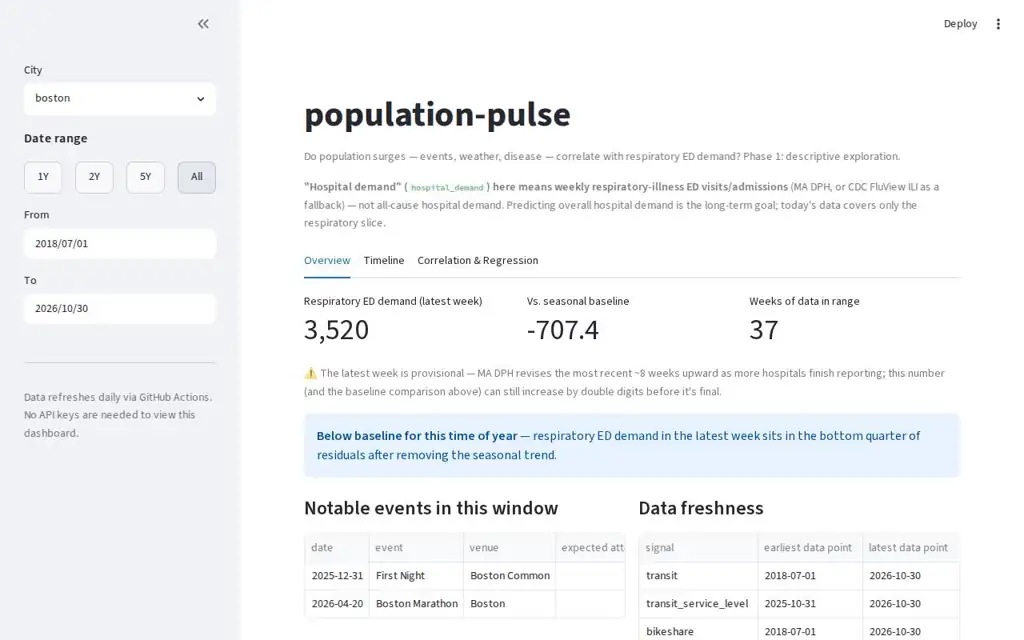 Deploy
City
boston
Date range
1Y
2Y
5Y
All
From
2018/07/01
To
2026/10/30
Data refreshes daily via GitHub Actions.
No API keys are needed to view this
dashboard.
population-pulse
Do population surges — events, weather, disease — correlate with respiratory ED demand? Phase 1: descriptive exploration.
"Hospital demand" ( hospital_demand ) here means weekly respiratory-illness ED visits/admissions (MA DPH, or CDC FluView ILI as a
fallback) — not all-cause hospital demand. Predicting overall hospital demand is the long-term goal; today's data covers only the
respiratory slice.
Overview
Timeline
Correlation & Regression
Respiratory ED demand (latest week)
3,520
Vs. seasonal baseline
-707.4
Weeks of data in range
37
⚠️ The latest week is provisional — MA DPH revises the most recent ~8 weeks upward as more hospitals finish reporting; this number
(and the baseline comparison above) can still increase by double digits before it's final.
Below baseline for this time of year — respiratory ED demand in the latest week sits in the bottom quarter of
residuals after removing the seasonal trend.
Notable events in this window
date event venue expected att
2025-12-31 First Night Boston Common
2026-04-20 Boston Marathon Boston
Data freshness
signal earliest data point latest data point
transit 2018-07-01 2026-10-30
transit_service_level 2025-10-31 2026-10-30
bikeshare 2018-07-01 2026-10-30